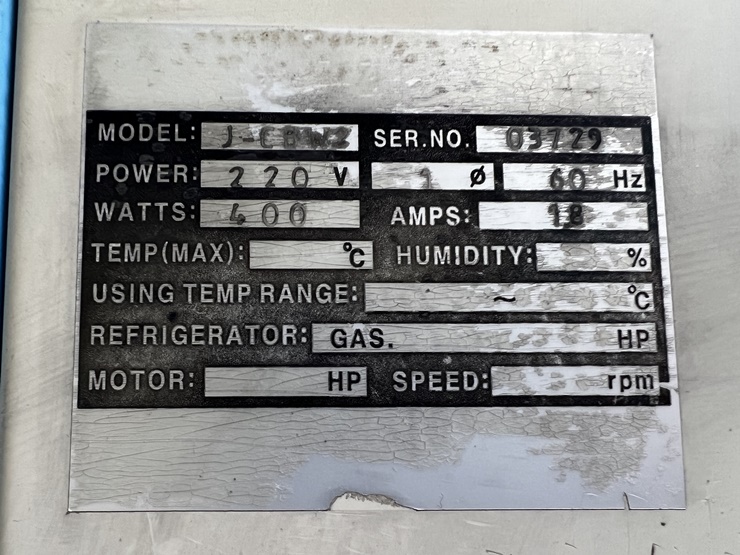 MODEL: SER.NO. 03729
POWER: 220 V 1 Ø 60 Hz
WATTS: 400 AMPS: 18
TEMP(MAX): °C HUMIDITY: %
USING TEMP RANGE: ~ °C
REFRIGERATOR: GAS. HP
MOTOR: HP SPEED: rpm